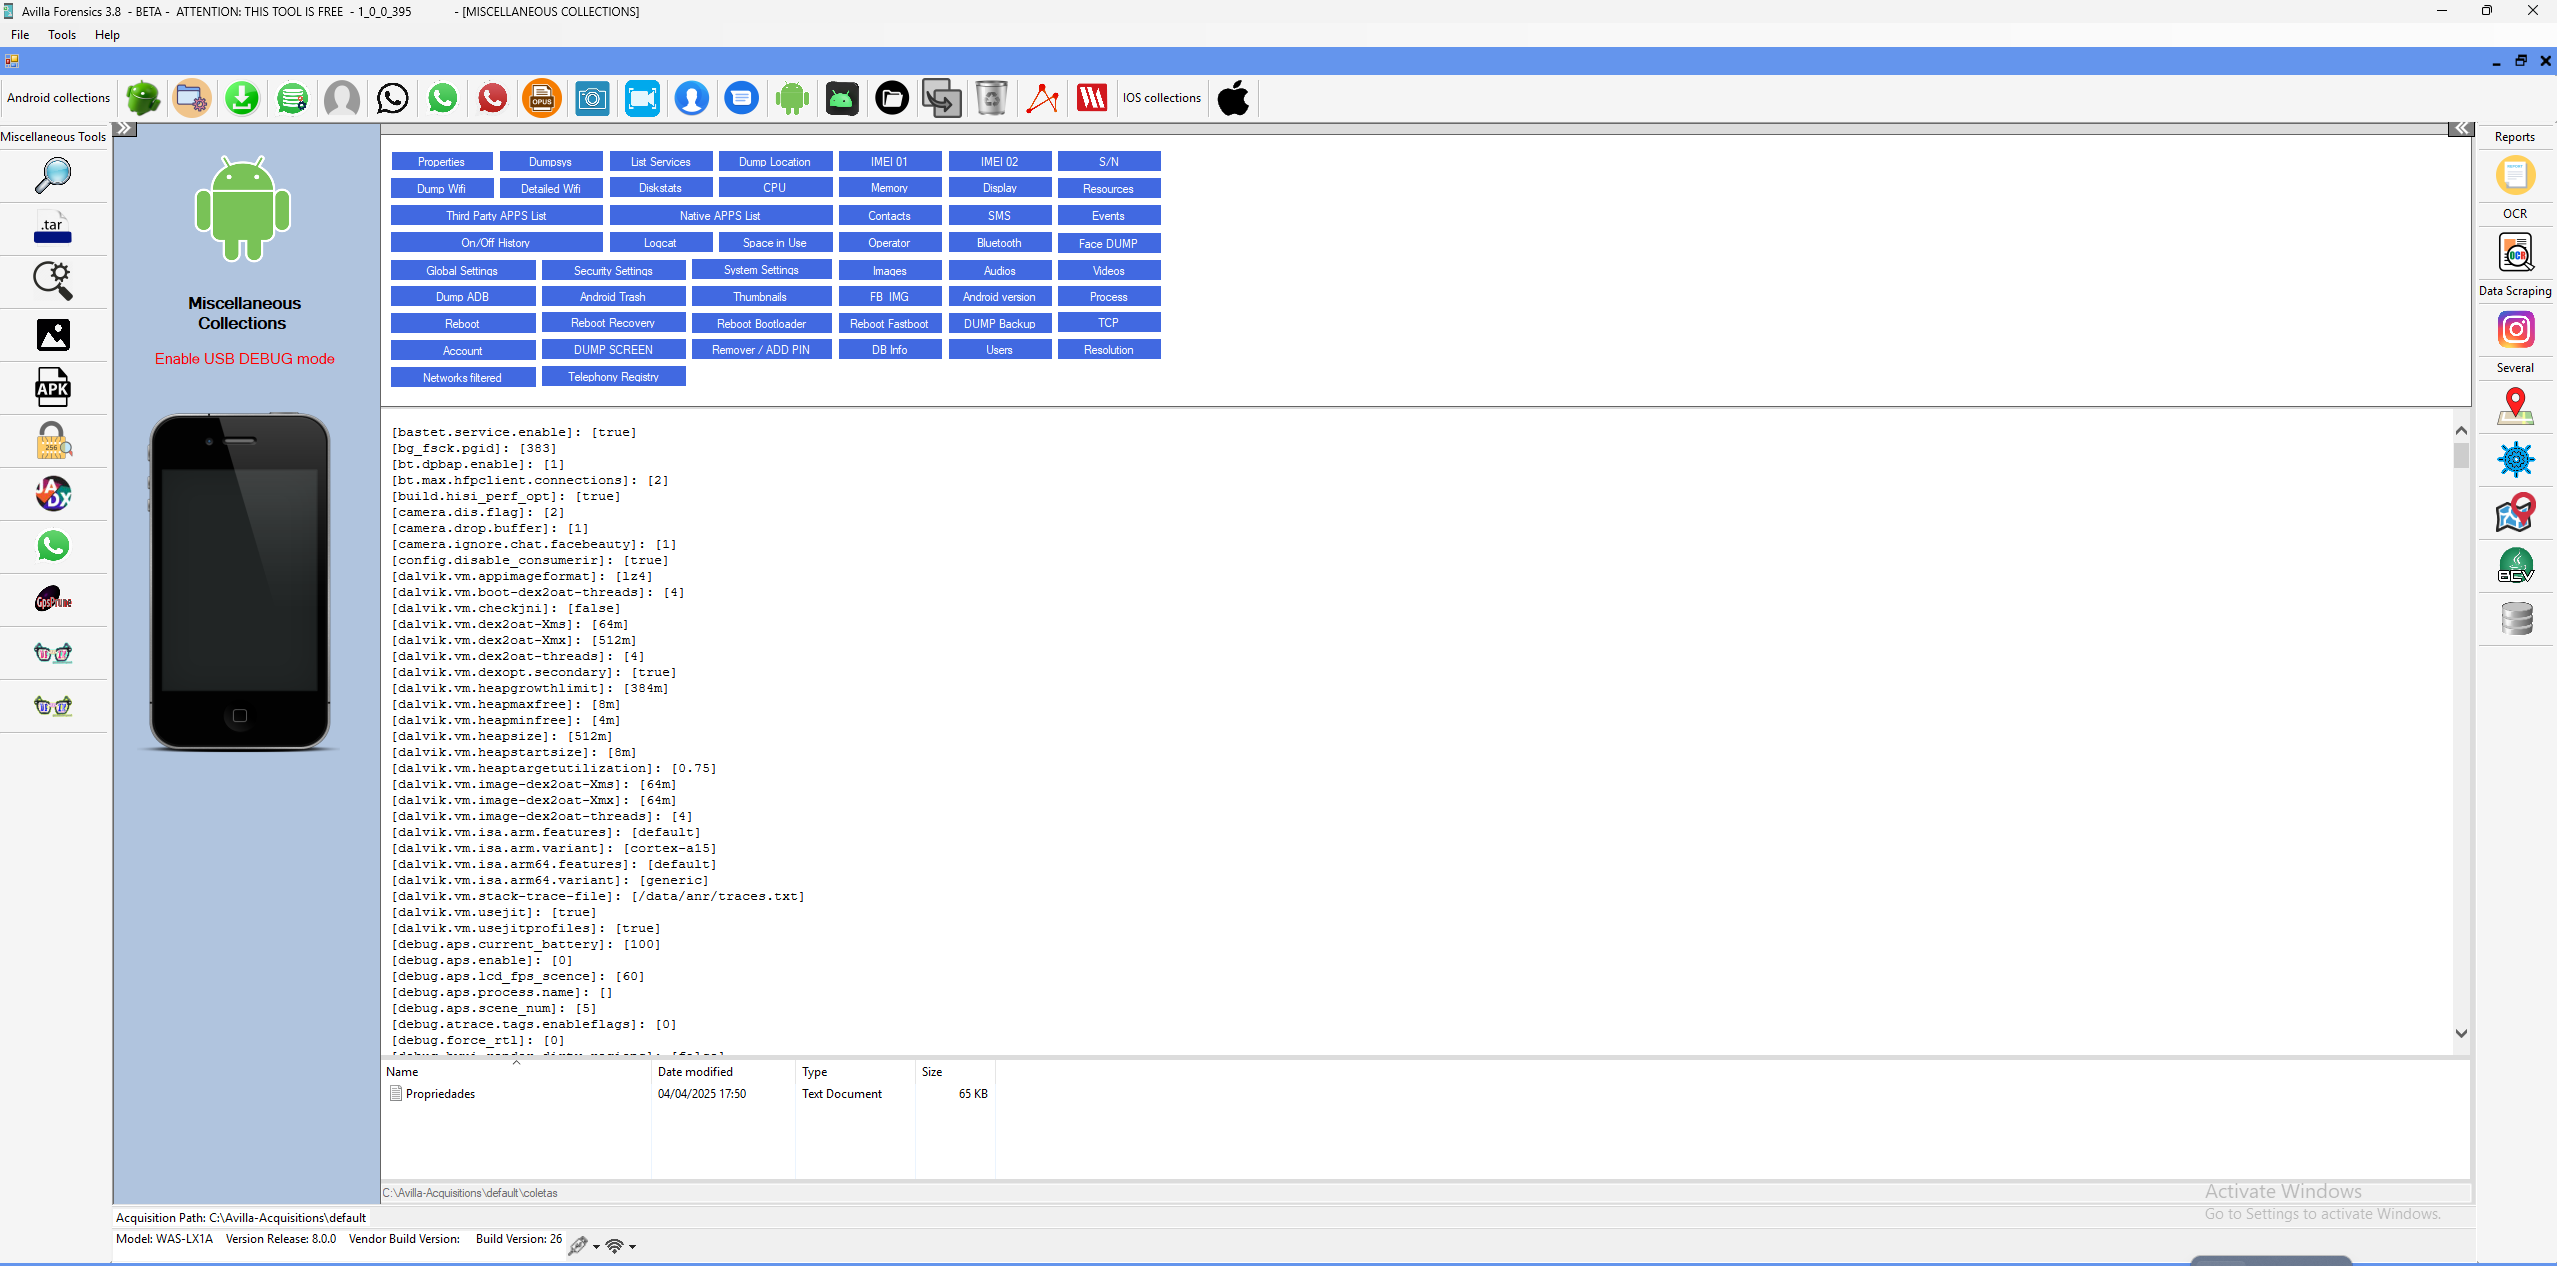 Avilla Forensics 3.8 - BETA - ATTENTION: THIS TOOL IS FREE - 1_0_0_395 - [MISCELLANEOUS COLLECTIONS]
File Tools Help
Android collections
OPUS
IOS collections
Miscellaneous Tools
.tar
APK
256
JADX
GpsPrune
Miscellaneous
Collections
Enable USB DEBUG mode
Properties Dumpsys List Services Dump Location IMEI 01 IMEI 02 S/N
Dump Wifi Detailed Wifi Diskstats CPU Memory Display Resources
Third Party APPS List Native APPS List Contacts SMS Events
On/Off History Logcat Space in Use Operator Bluetooth Face DUMP
Global Settings Security Settings System Settings Images Audios Videos
Dump ADB Android Trash Thumbnails FB IMG Android version Process
Reboot Reboot Recovery Reboot Bootloader Reboot Fastboot DUMP Backup TCP
Account DUMP SCREEN Remover / ADD PIN DB Info Users Resolution
Networks filtered Telephony Registry
[bastet.service.enable]: [true]
[bg_fsck.pgid]: [383]
[bt.dpbap.enable]: [1]
[bt.max.hfpclient.connections]: [2]
[build.hisi_perf_opt]: [true]
[camera.dis.flag]: [2]
[camera.drop.buffer]: [1]
[camera.ignore.chat.facebeauty]: [1]
[config.disable_consumerir]: [true]
[dalvik.vm.appimageformat]: [lz4]
[dalvik.vm.boot-dex2oat-threads]: [4]
[dalvik.vm.checkjni]: [false]
[dalvik.vm.dex2oat-Xms]: [64m]
[dalvik.vm.dex2oat-Xmx]: [512m]
[dalvik.vm.dex2oat-threads]: [4]
[dalvik.vm.dexopt.secondary]: [true]
[dalvik.vm.heapgrowthlimit]: [384m]
[dalvik.vm.heapmaxfree]: [8m]
[dalvik.vm.heapminfree]: [4m]
[dalvik.vm.heapsize]: [512m]
[dalvik.vm.heapstartsize]: [8m]
[dalvik.vm.heaptargetutilization]: [0.75]
[dalvik.vm.image-dex2oat-Xms]: [64m]
[dalvik.vm.image-dex2oat-Xmx]: [64m]
[dalvik.vm.image-dex2oat-threads]: [4]
[dalvik.vm.isa.arm.features]: [default]
[dalvik.vm.isa.arm.variant]: [cortex-a15]
[dalvik.vm.isa.arm64.features]: [default]
[dalvik.vm.isa.arm64.variant]: [generic]
[dalvik.vm.stack-trace-file]: [/data/anr/traces.txt]
[dalvik.vm.usejit]: [true]
[dalvik.vm.usejitprofiles]: [true]
[debug.aps.current_battery]: [100]
[debug.aps.enable]: [0]
[debug.aps.lcd_fps_scence]: [60]
[debug.aps.process.name]: []
[debug.aps.scene_num]: [5]
[debug.atrace.tags.enableflags]: [0]
[debug.force_rtl]: [0]
Name Date modified Type Size
Propriedades 04/04/2025 17:50 Text Document 65 KB
C:\Avilla-Acquisitions\default\coletas
Reports
REPORT
OCR
OCR
Data Scraping
Several
BCV
Activate Windows
Go to Settings to activate Windows.
Acquisition Path: C:\Avilla-Acquisitions\default
Model: WAS-LX1A Version Release: 8.0.0 Vendor Build Version: Build Version: 26